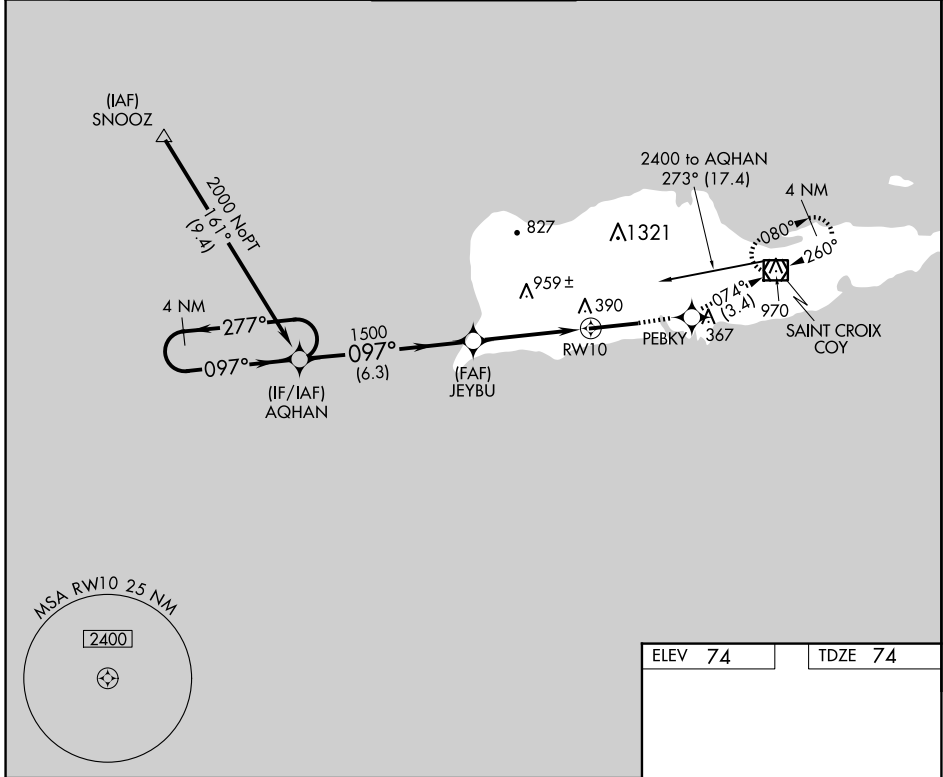 (IAF)
SNOOZ
2000 NoPT
161°
(9.4)
2400 to AQHAN
273° (17.4)
4 NM
827
1321
080°
260°
959 ±
4 NM
390
074°
(3.4)
970
277°
1500
097°
(6.3)
097°
RW10
PEBKY
367
SAINT CROIX
COY
(IF/IAF)
AQHAN
(FAF)
JEYBU
MSA RW10 25 NM
2400
ELEV 74
TDZE 74